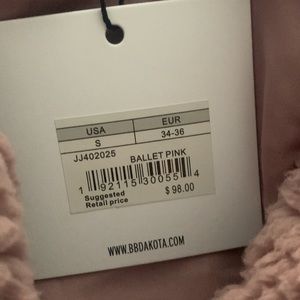 USA EUR
S 34-36
JJ402025 BALLET PINK
1 92115 30055 4
Suggested
Retail price $ 98.00
WWW.BBDAKOTA.COM